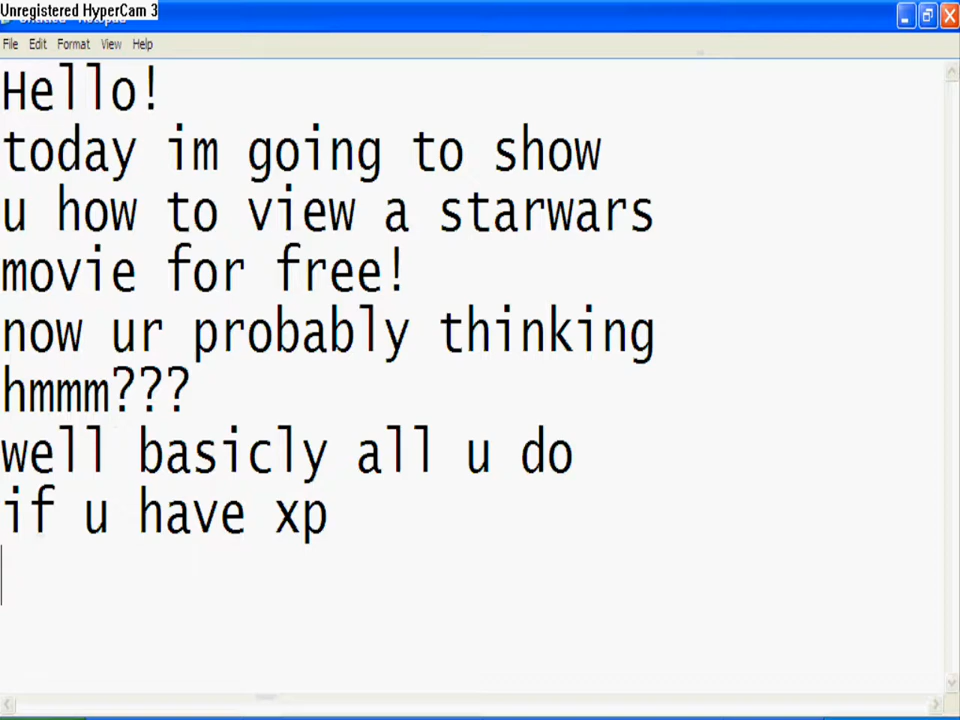 Unregistered HyperCam 3
File Edit Format View Help
Hello!
today im going to show
u how to view a starwars
movie for free!
now ur probably thinking
hmmm???
well basicly all u do
if u have xp